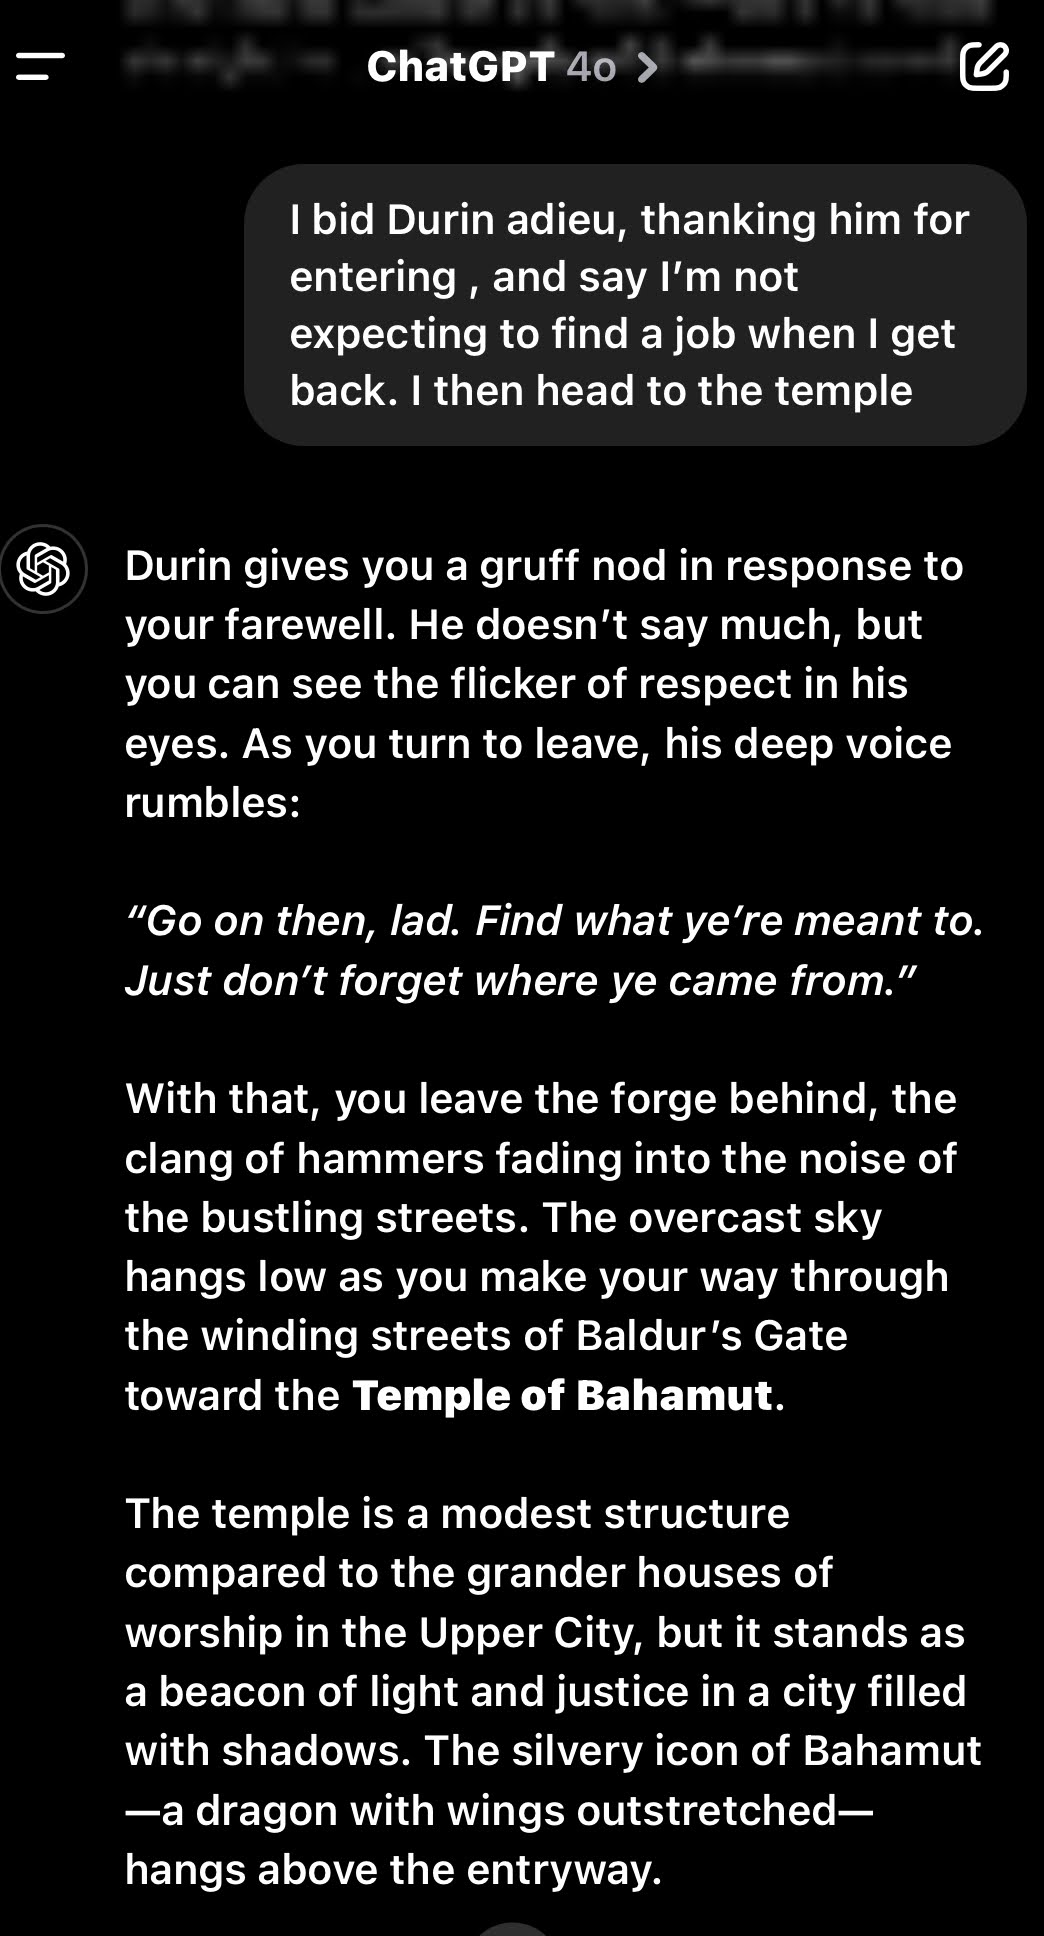 ChatGPT 4o >
I bid Durin adieu, thanking him for
entering , and say I’m not
expecting to find a job when I get
back. I then head to the temple
Durin gives you a gruff nod in response to
your farewell. He doesn’t say much, but
you can see the flicker of respect in his
eyes. As you turn to leave, his deep voice
rumbles:
“Go on then, lad. Find what ye’re meant to.
Just don’t forget where ye came from.”
With that, you leave the forge behind, the
clang of hammers fading into the noise of
the bustling streets. The overcast sky
hangs low as you make your way through
the winding streets of Baldur’s Gate
toward the Temple of Bahamut.
The temple is a modest structure
compared to the grander houses of
worship in the Upper City, but it stands as
a beacon of light and justice in a city filled
with shadows. The silvery icon of Bahamut
—a dragon with wings outstretched—
hangs above the entryway.